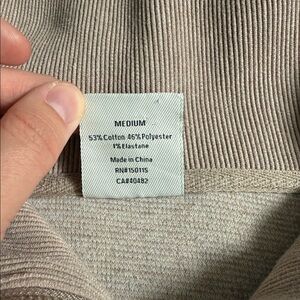 MEDIUM
53% Cotton 46% Polyester
1% Elastane
Made in China
RN#150115
CA#40482